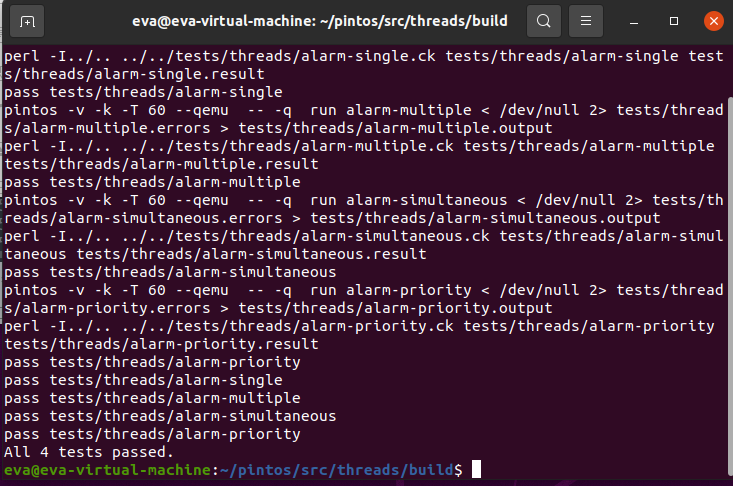 eva@eva-virtual-machine: ~/pintos/src/threads/build
perl -I../.. ../../tests/threads/alarm-single.ck tests/threads/alarm-single test
s/threads/alarm-single.result
pass tests/threads/alarm-single
pintos -v -k -T 60 --qemu  -- -q  run alarm-multiple < /dev/null 2> tests/thread
s/alarm-multiple.errors > tests/threads/alarm-multiple.output
perl -I../.. ../../tests/threads/alarm-multiple.ck tests/threads/alarm-multiple
tests/threads/alarm-multiple.result
pass tests/threads/alarm-multiple
pintos -v -k -T 60 --qemu  -- -q  run alarm-simultaneous < /dev/null 2> tests/th
reads/alarm-simultaneous.errors > tests/threads/alarm-simultaneous.output
perl -I../.. ../../tests/threads/alarm-simultaneous.ck tests/threads/alarm-simul
taneous tests/threads/alarm-simultaneous.result
pass tests/threads/alarm-simultaneous
pintos -v -k -T 60 --qemu  -- -q  run alarm-priority < /dev/null 2> tests/thread
s/alarm-priority.errors > tests/threads/alarm-priority.output
perl -I../.. ../../tests/threads/alarm-priority.ck tests/threads/alarm-priority
tests/threads/alarm-priority.result
pass tests/threads/alarm-priority
pass tests/threads/alarm-single
pass tests/threads/alarm-multiple
pass tests/threads/alarm-simultaneous
pass tests/threads/alarm-priority
All 4 tests passed.
eva@eva-virtual-machine:~/pintos/src/threads/build$